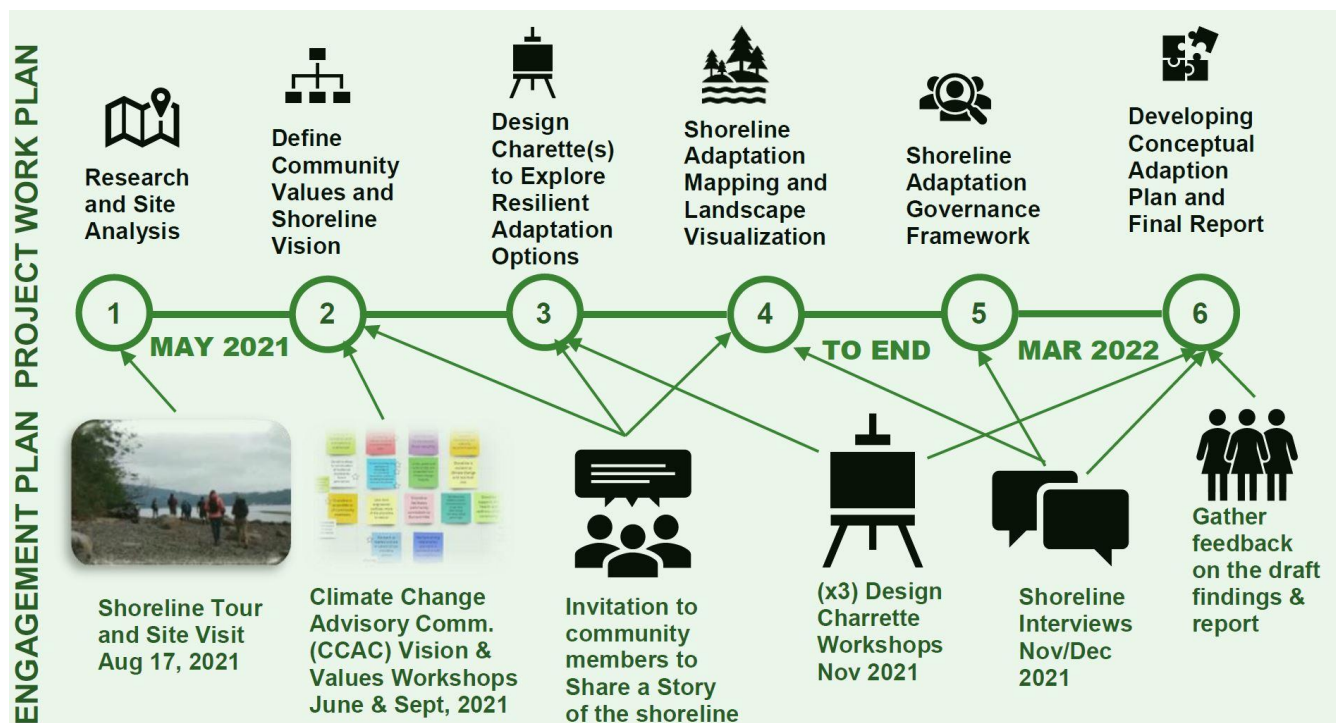 PROJECT WORK PLAN
Research
and Site
Analysis
Define
Community
Values and
Shoreline
Vision
Design
Charette(s)
to Explore
Resilient
Adaptation
Options
Shoreline
Adaptation
Mapping and
Landscape
Visualization
Shoreline
Adaptation
Governance
Framework
Developing
Conceptual
Adaption
Plan and
Final Report
1
2
3
4
5
6
MAY 2021
TO END
MAR 2022
ENGAGEMENT PLAN
Shoreline Tour
and Site Visit
Aug 17, 2021
Climate Change
Advisory Comm.
(CCAC) Vision &
Values Workshops
June & Sept, 2021
Invitation to
community
members to
Share a Story
of the shoreline
(x3) Design
Charrette
Workshops
Nov 2021
Shoreline
Interviews
Nov/Dec
2021
Gather
feedback
on the draft
findings &
report